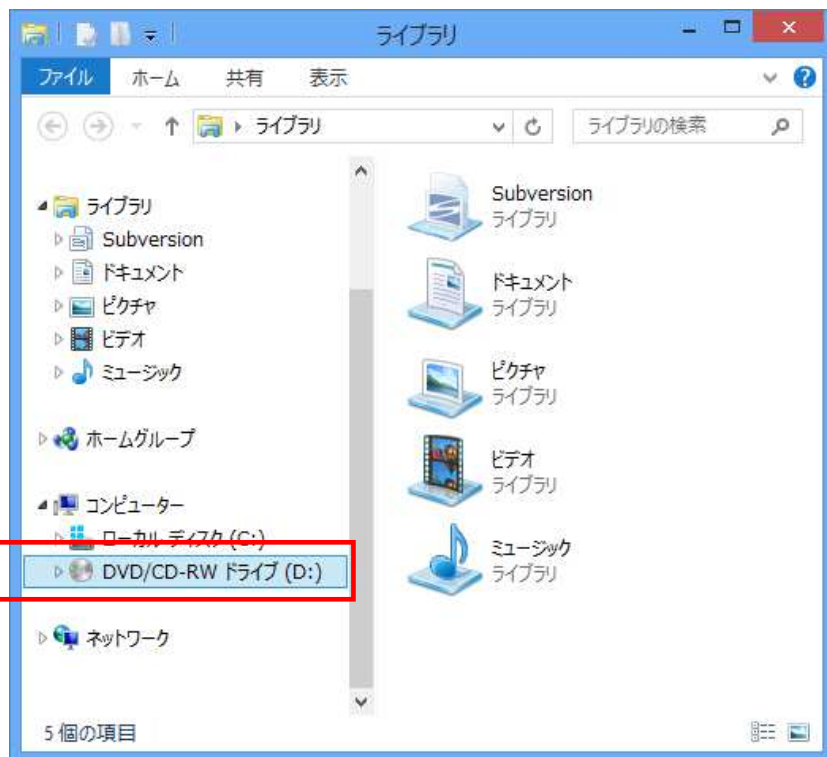 ライブラリ
ファイル ホーム 共有 表示
ライブラリ
ライブラリの検索
ライブラリ
Subversion
ドキュメント
ピクチャ
ビデオ
ミュージック
ホームグループ
コンピューター
ローカル ディスク (C:)
DVD/CD-RW ドライブ (D:)
ネットワーク
Subversion
ライブラリ
ドキュメント
ライブラリ
ピクチャ
ライブラリ
ビデオ
ライブラリ
ミュージック
ライブラリ
5 個の項目